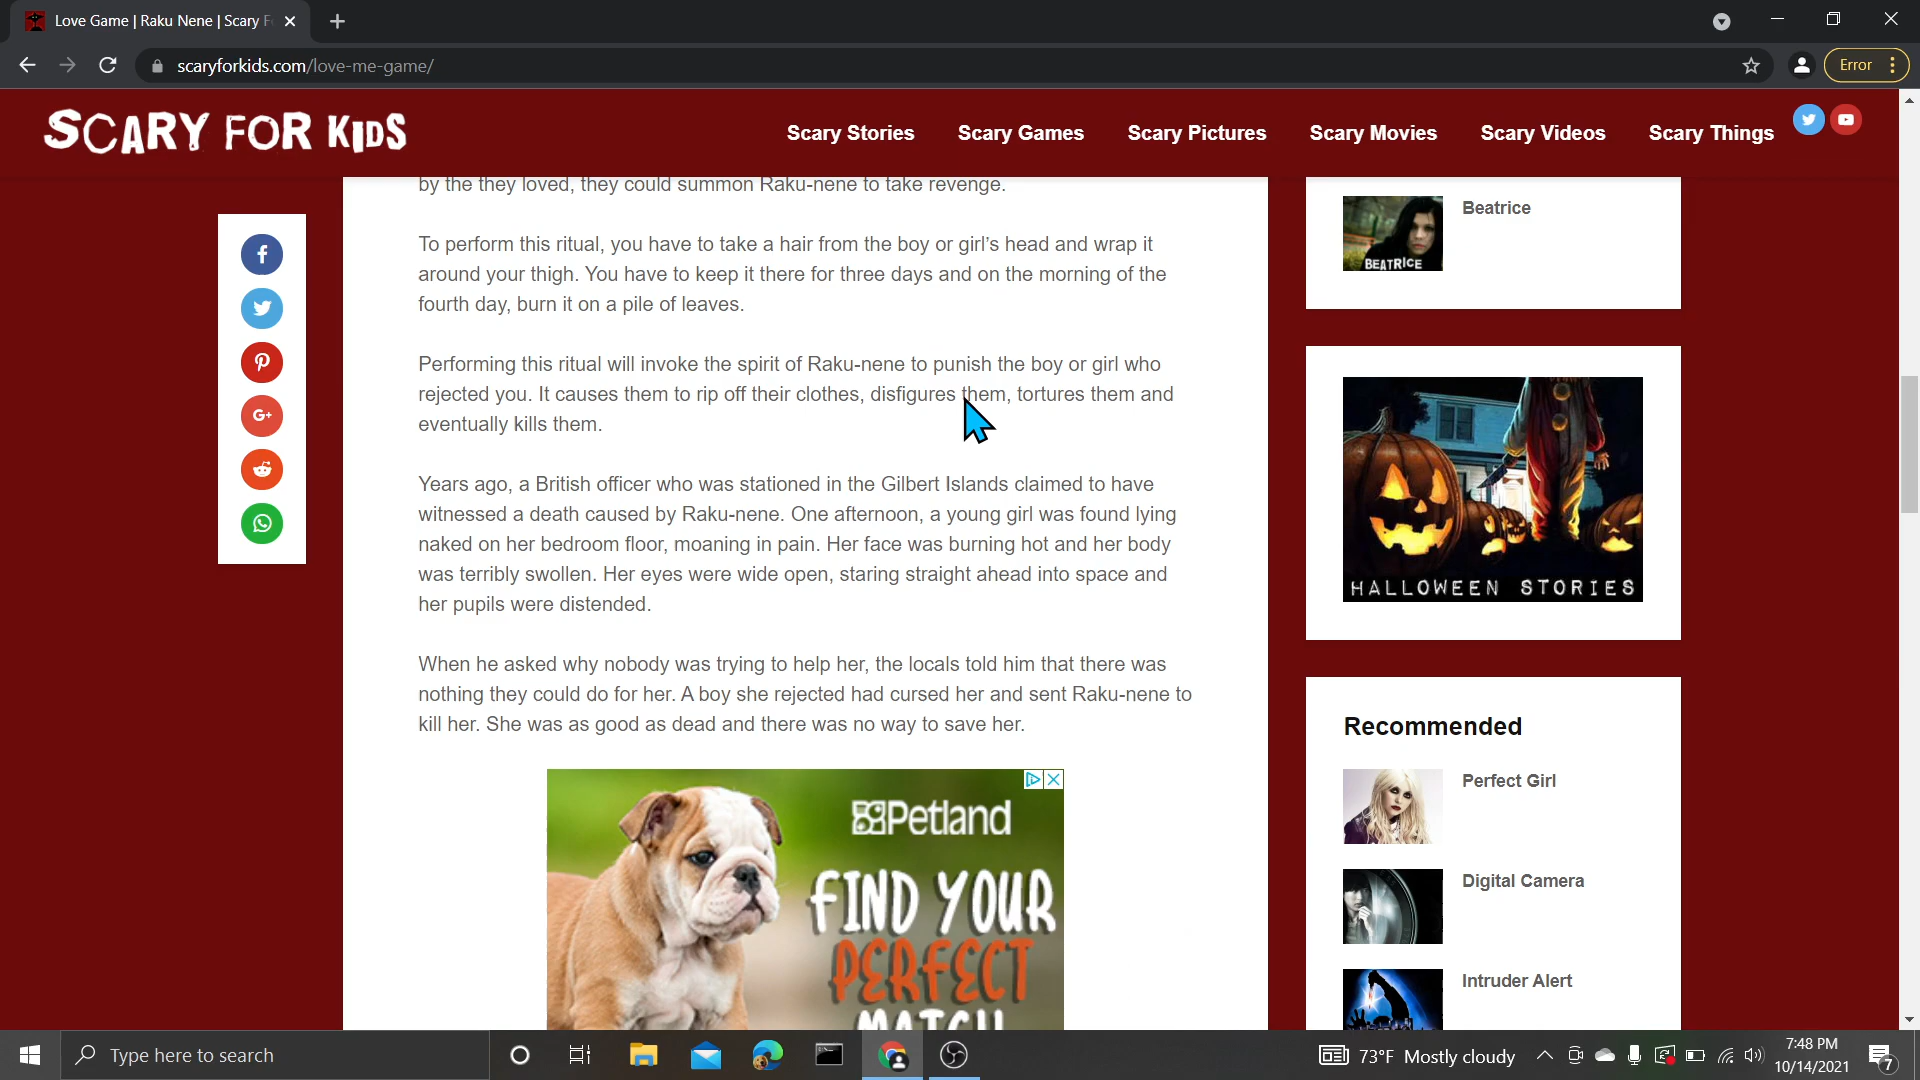 Love Game | Raku Nene | Scary F
scaryforkids.com/love-me-game/
Error
SCARY FOR KIDS
Scary Stories Scary Games Scary Pictures Scary Movies Scary Videos Scary Things
by the they loved, they could summon Raku-nene to take revenge.
To perform this ritual, you have to take a hair from the boy or girl's head and wrap it
around your thigh. You have to keep it there for three days and on the morning of the
fourth day, burn it on a pile of leaves.
Performing this ritual will invoke the spirit of Raku-nene to punish the boy or girl who
rejected you. It causes them to rip off their clothes, disfigures them, tortures them and
eventually kills them.
Years ago, a British officer who was stationed in the Gilbert Islands claimed to have
witnessed a death caused by Raku-nene. One afternoon, a young girl was found lying
naked on her bedroom floor, moaning in pain. Her face was burning hot and her body
was terribly swollen. Her eyes were wide open, staring straight ahead into space and
her pupils were distended.
When he asked why nobody was trying to help her, the locals told him that there was
nothing they could do for her. A boy she rejected had cursed her and sent Raku-nene to
kill her. She was as good as dead and there was no way to save her.
Petland
FIND YOUR
PERFECT
MATCH
G+
BEATRICE
Beatrice
HALLOWEEN STORIES
Recommended
Perfect Girl
Digital Camera
Intruder Alert
Type here to search
73°F Mostly cloudy
7:48 PM
10/14/2021
7